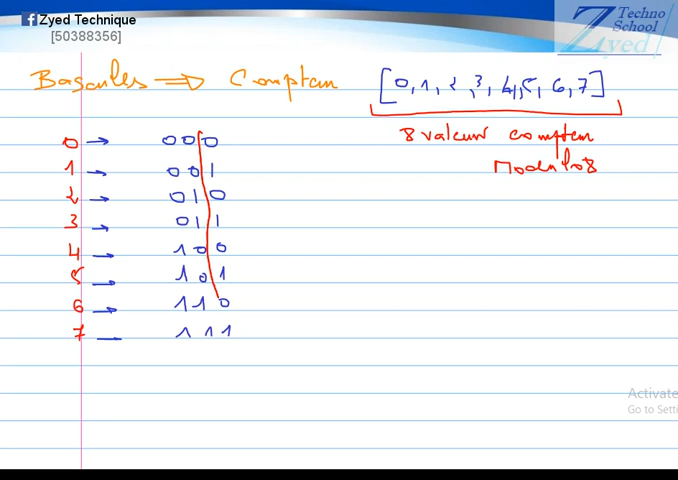 Zyed Technique
[50388356]
Techno
School
Zyed
Bascules ⇒ Compteur [0,1,2,3,4,5,6,7]
8 valeur compteur
Modulo 8
0 → 000
1 → 001
2 → 010
3 → 011
4 → 100
5 → 101
6 → 110
7 — 111
Activate
Go to Setti